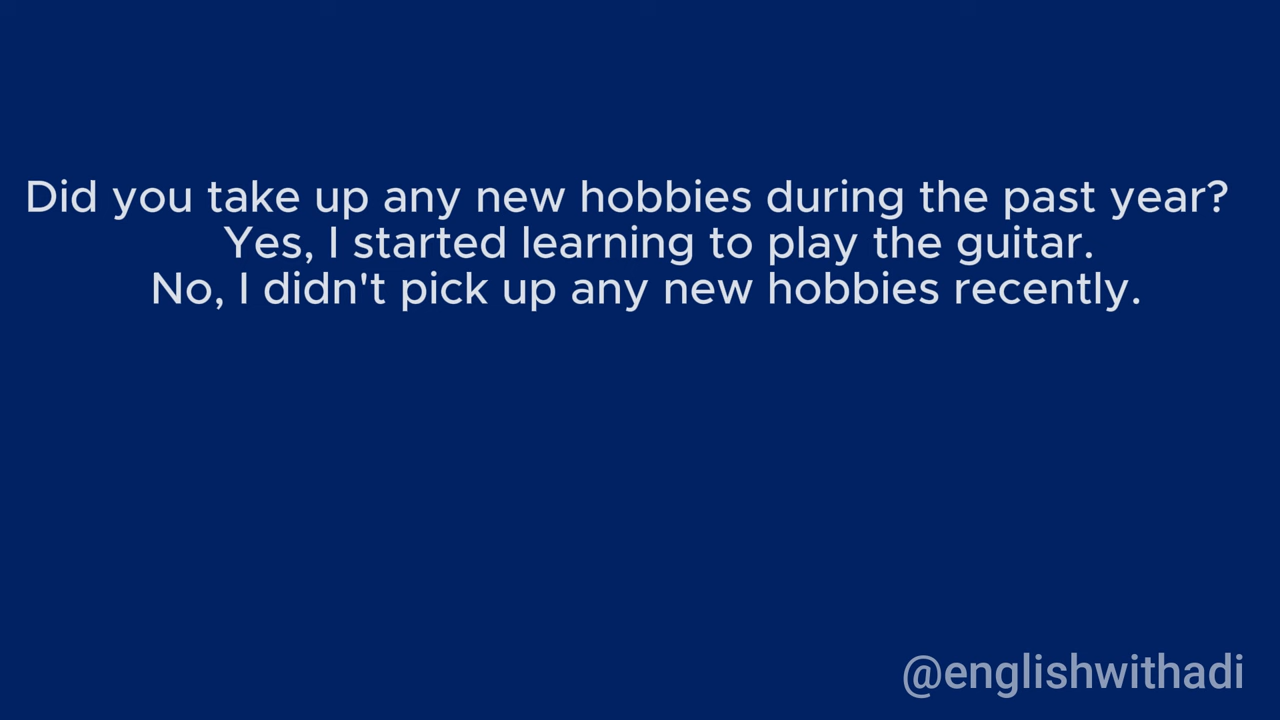 Did you take up any new hobbies during the past year?
Yes, I started learning to play the guitar.
No, I didn't pick up any new hobbies recently.
@englishwithadi